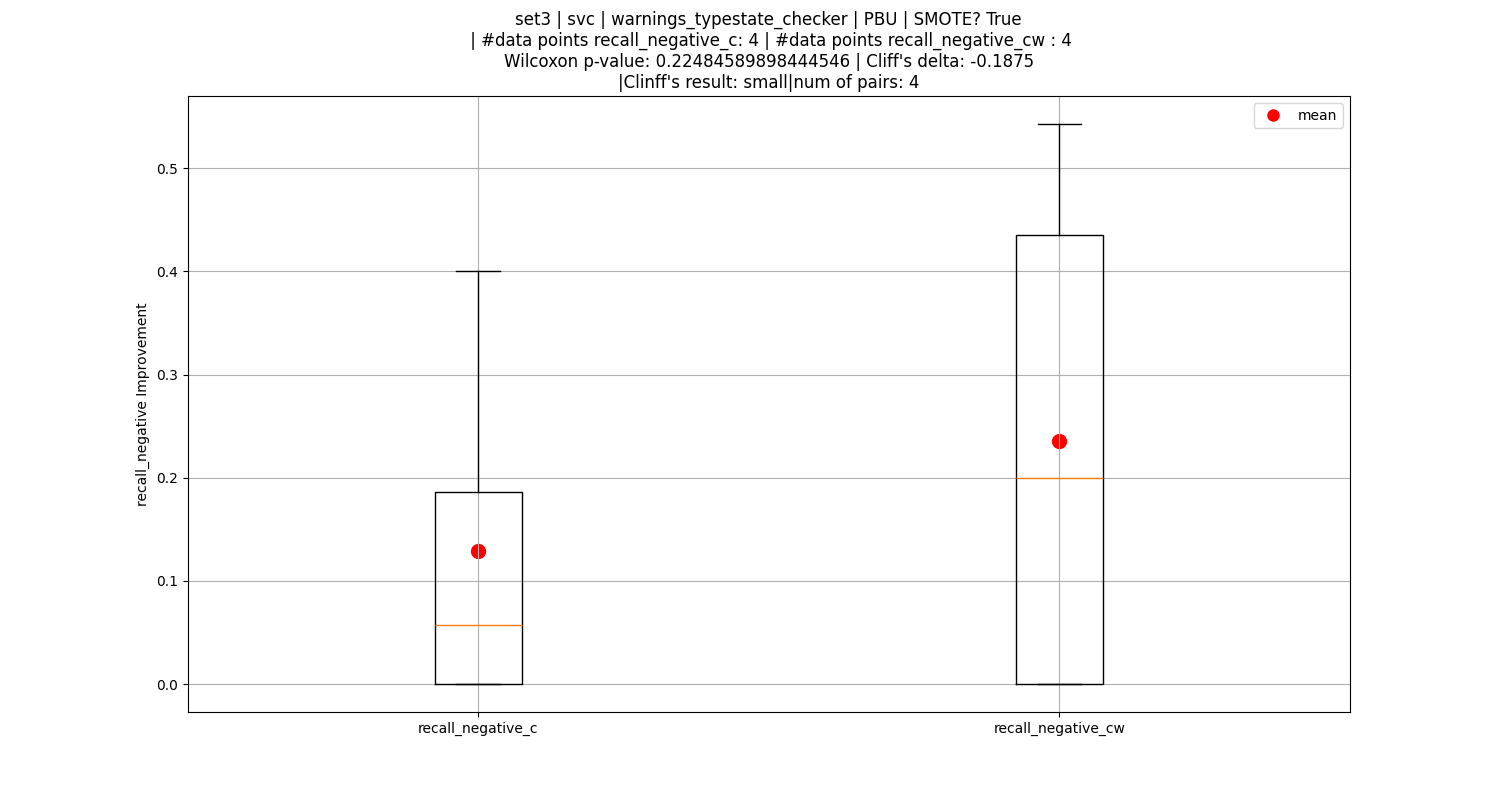 set3 | svc | warnings_typestate_checker | PBU | SMOTE? True
| #data points recall_negative_c: 4 | #data points recall_negative_cw : 4
Wilcoxon p-value: 0.22484589898444546 | Cliff's delta: -0.1875
|Clinff's result: small|num of pairs: 4
mean
0.5
0.4
0.3
0.2
0.1
0.0
recall_negative Improvement
recall_negative_c
recall_negative_cw